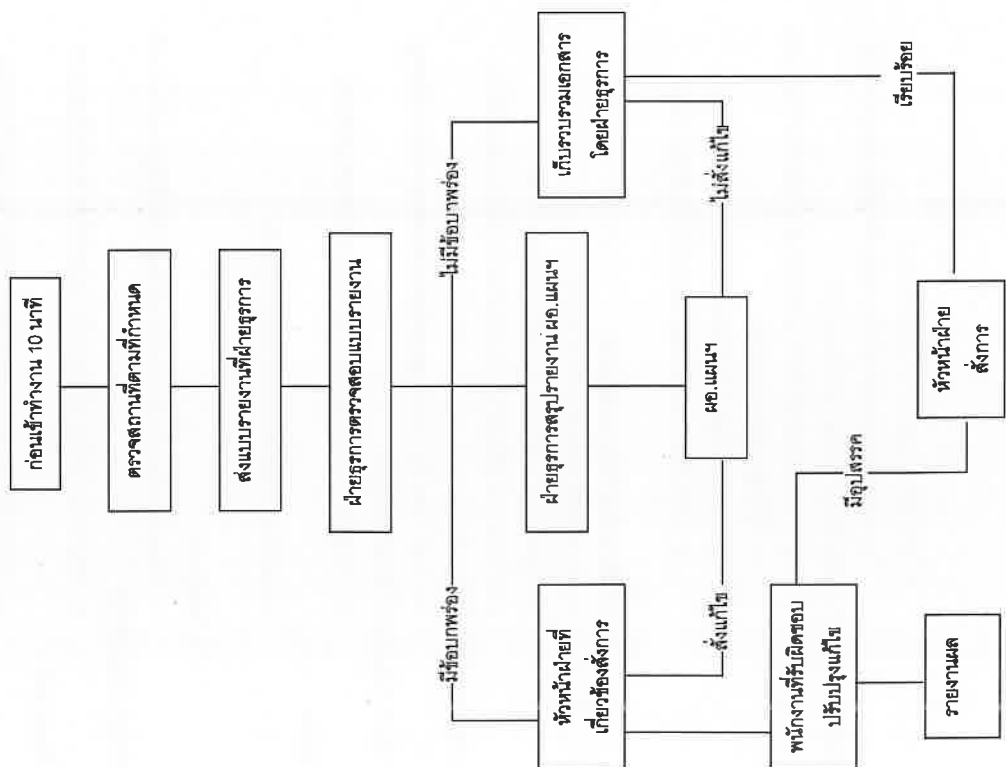 ก่อนเข้าทำงาน 10 นาที
ตรวจสถานที่ตามที่กำหนด
ส่งแบบรายงานที่ฝ่ายธุรการ
ฝ่ายธุรการตรวจสอบแบบรายงาน
มีข้อบกพร่อง
ไม่มีข้อบาพร่อง
หัวหน้าฝ่ายที่
เกี่ยวข้องสั่งการ
ฝ่ายธุรการสรุปรายงาน ผอ.แผนฯ
เก็บรวบรวมเอกสาร
โดยฝ่ายธุรการ
สั่งแก้ไข
ผอ.แผนฯ
ไม่สั่งแก้ไข
พนักงานที่รับผิดชอบ
ปรับปรุงแก้ไข
มีอุปสรรค
เรียบร้อย
รายงานผล
หัวหน้าฝ่าย
สั่งการ